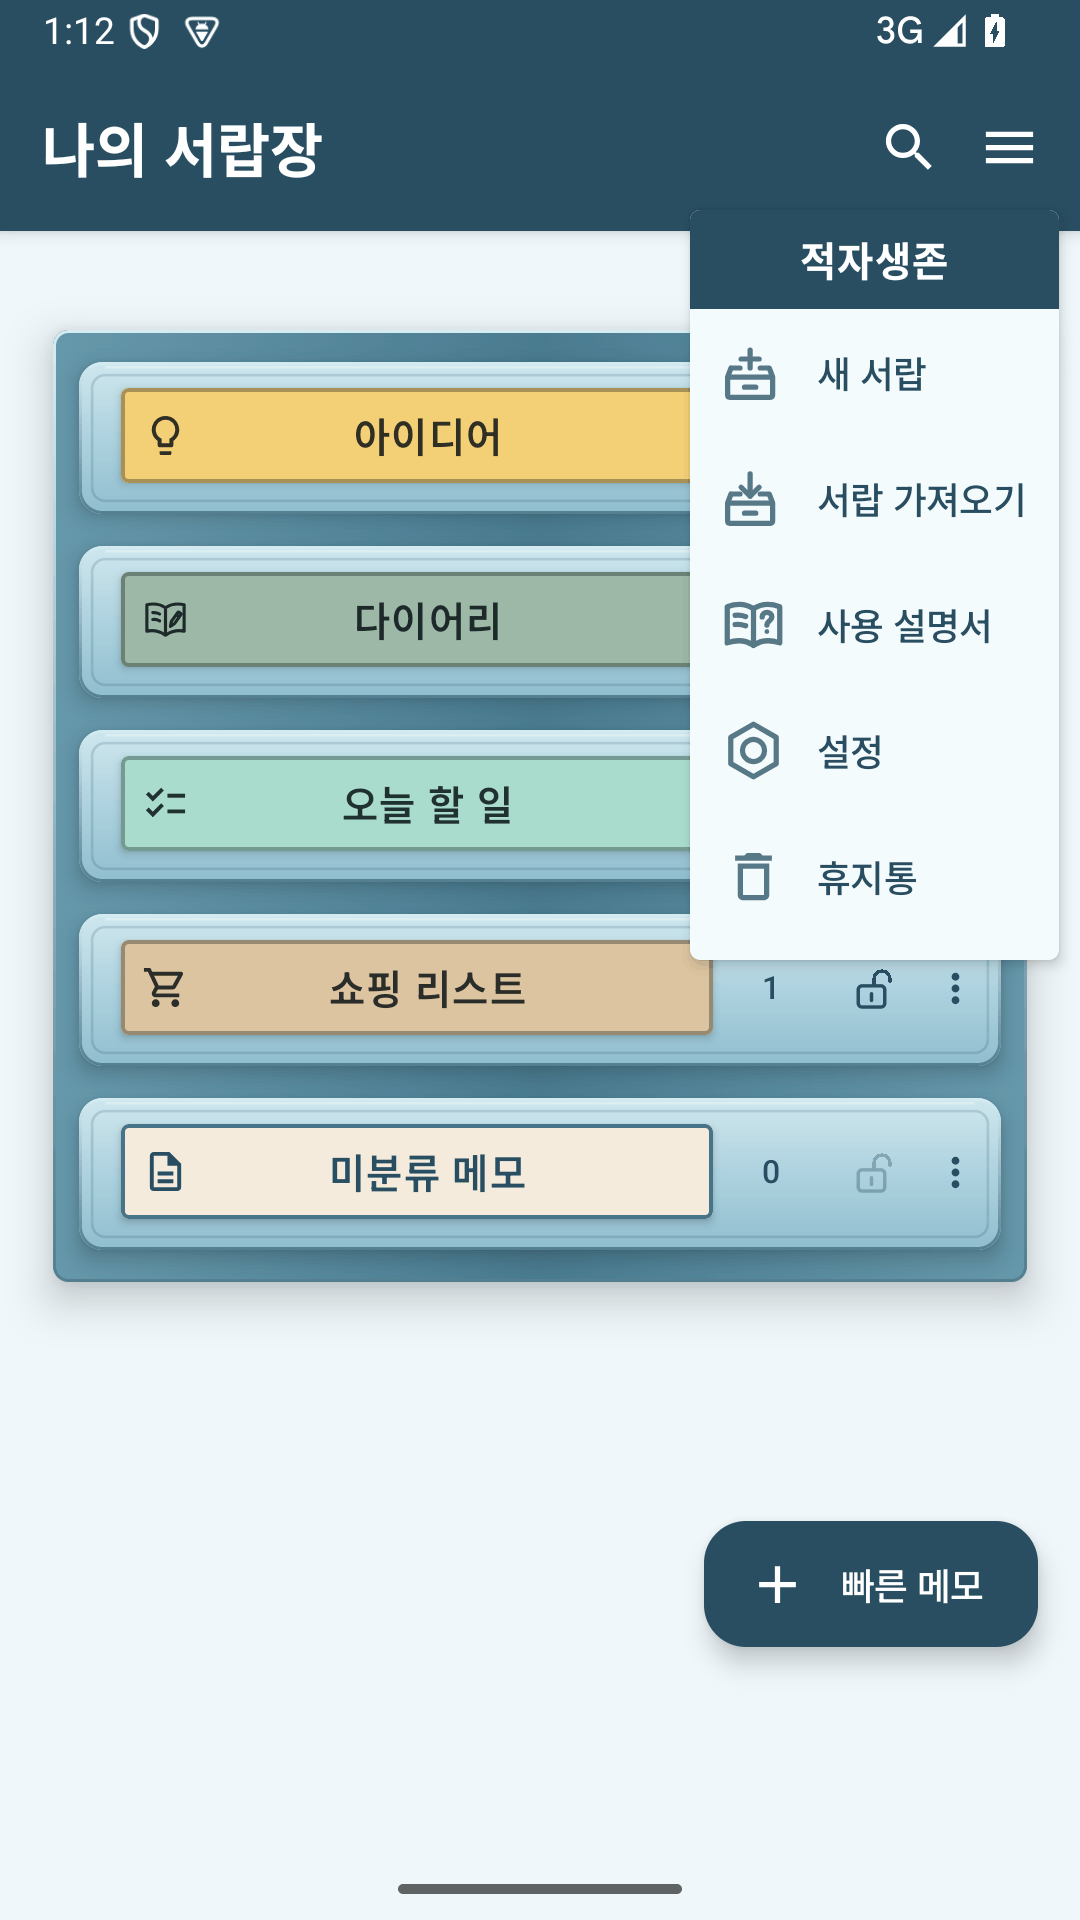 1:12
3G
나의 서랍장
적자생존
새 서랍
서랍 가져오기
사용 설명서
설정
휴지통
아이디어
다이어리
오늘 할 일
쇼핑 리스트
1
미분류 메모
0
빠른 메모